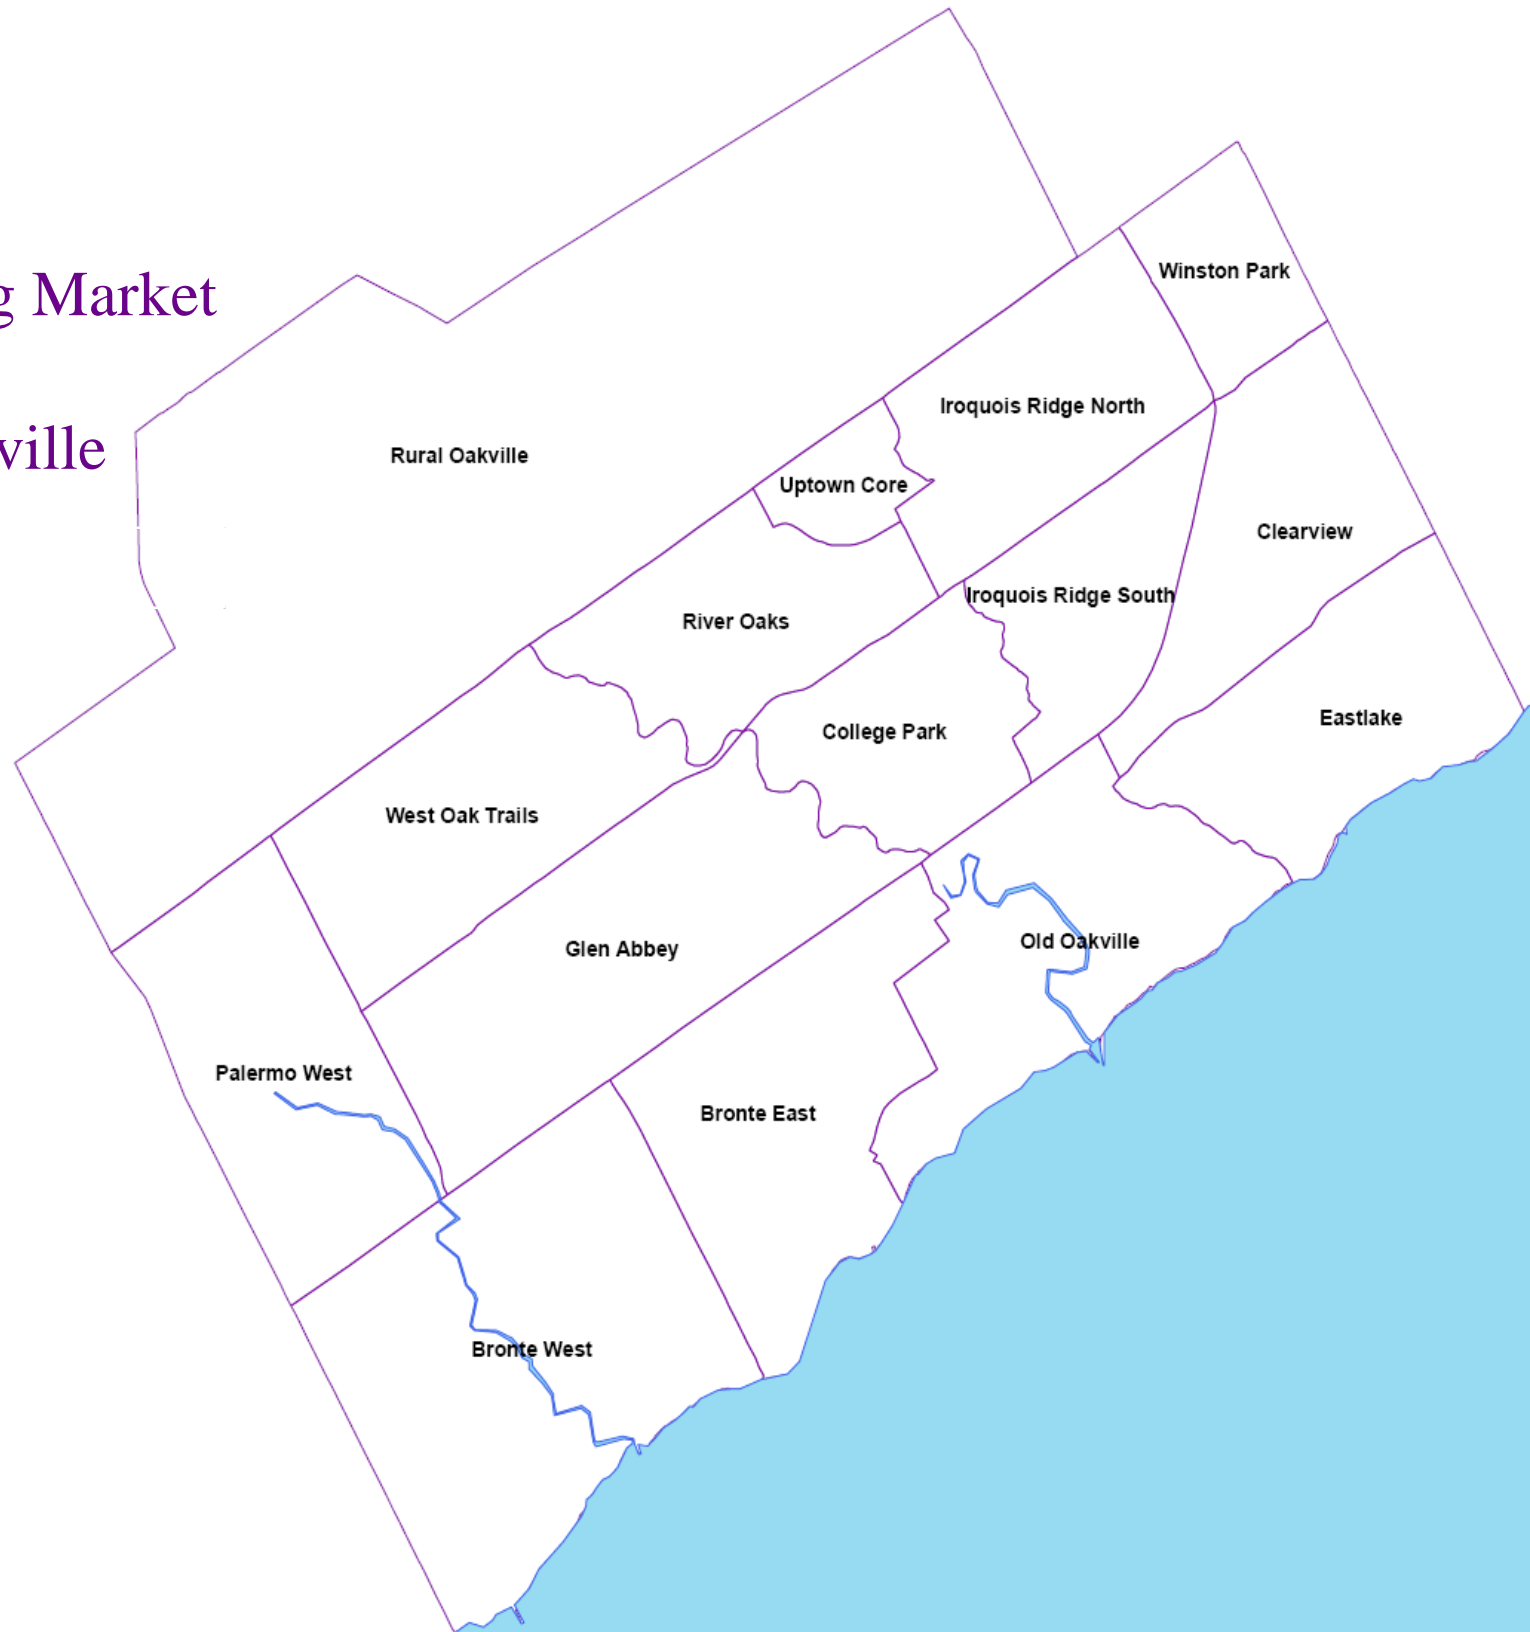 Winston Park
g Market
Iroquois Ridge North
ville
Rural Oakville
Uptown Core
Clearview
Iroquois Ridge South
River Oaks
Eastlake
College Park
West Oak Trails
Old Oakville
Glen Abbey
Palermo West
Bronte East
Bronte West